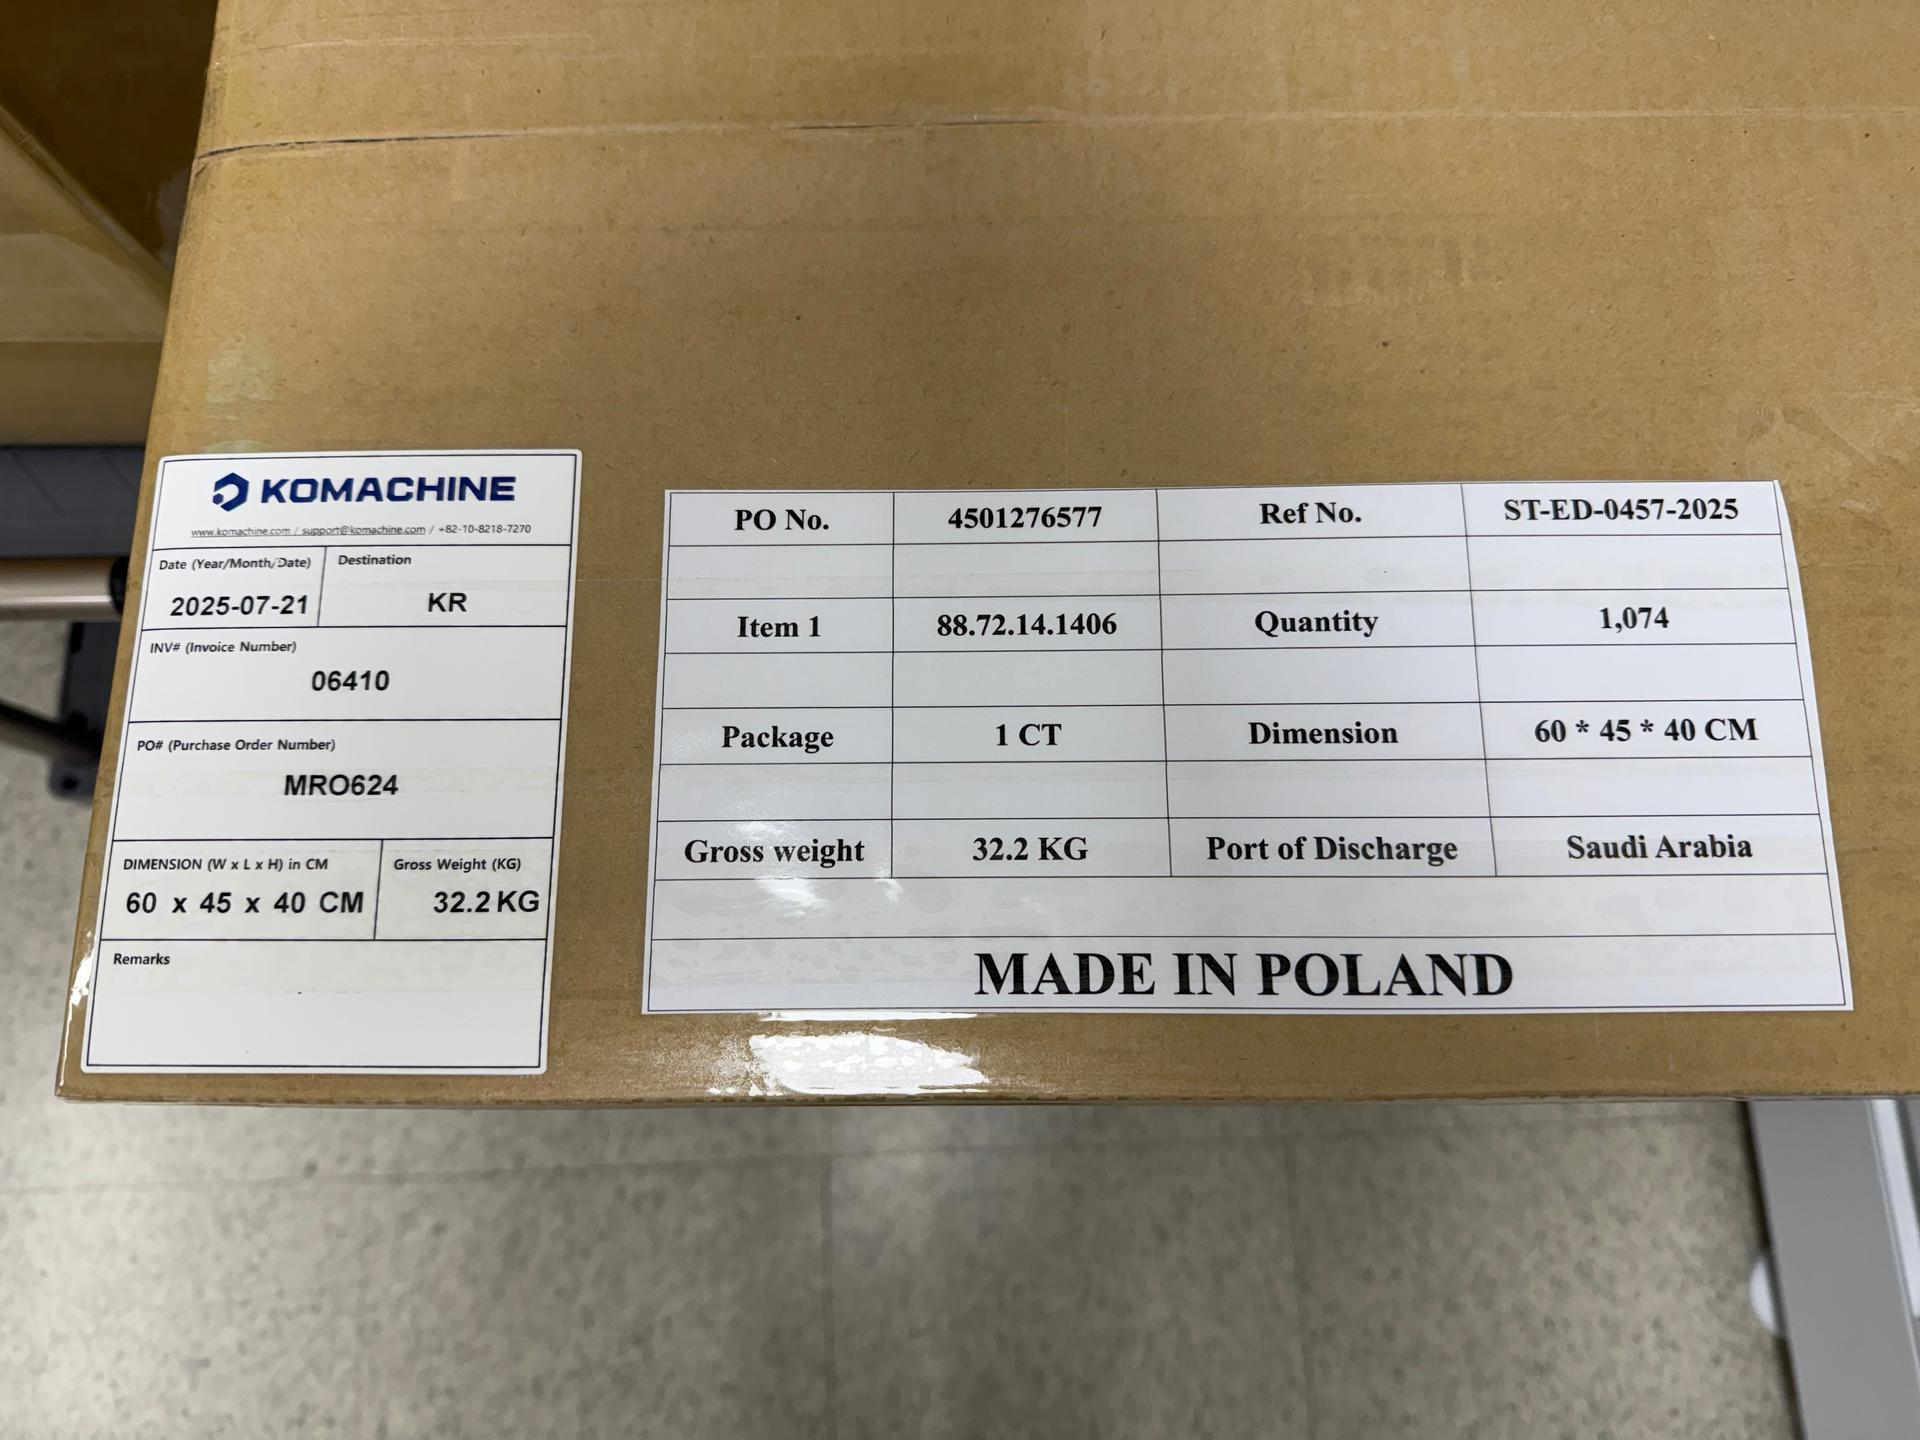 KOMACHINE
www.komachine.com / support@komachine.com / +82-10-8218-7270
Date (Year/Month/Date) Destination
2025-07-21 KR
INV# (Invoice Number)
06410
PO# (Purchase Order Number)
MRO624
DIMENSION (W x L x H) in CM Gross Weight (KG)
60 x 45 x 40 CM 32.2 KG
Remarks
PO No. 4501276577 Ref No. ST-ED-0457-2025
Item 1 88.72.14.1406 Quantity 1,074
Package 1 CT Dimension 60 * 45 * 40 CM
Gross weight 32.2 KG Port of Discharge Saudi Arabia
MADE IN POLAND